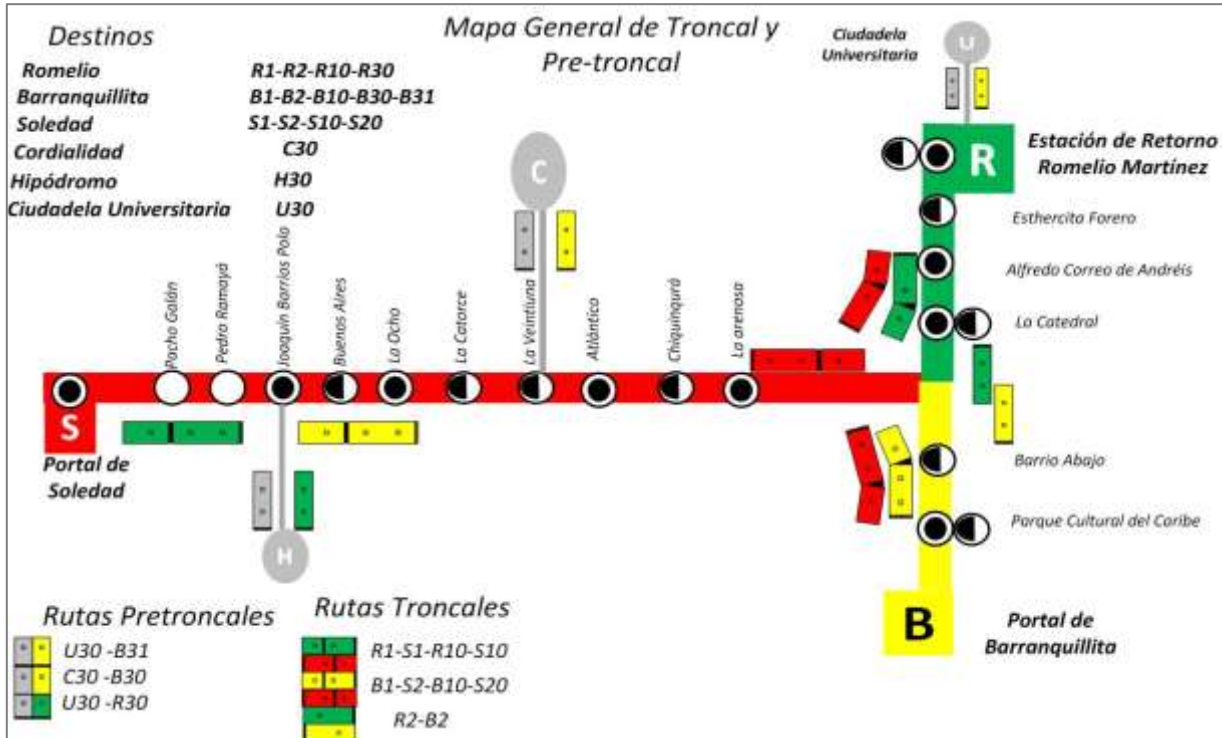 Mapa General de Troncal y
Pre-troncal
Destinos
Romelio R1-R2-R10-R30
Barranquillita B1-B2-B10-B30-B31
Soledad S1-S2-S10-S20
Cordialidad C30
Hipódromo H30
Ciudadela Universitaria U30
Ciudadela
Universitaria
U
R
Estación de Retorno
Romelio Martínez
Esthercita Forero
Alfredo Correo de Andréis
La Catedral
C
Pacho Galán
Pedro Ramayá
Joaquín Barrios Polo
Buenos Aires
La Ocho
La Catorce
La Veintiuna
Atlántico
Chiquinqurá
La arenosa
S
Portal de
Soledad
H
Barrio Abajo
Parque Cultural del Caribe
B
Portal de
Barranquillita
Rutas Pretroncales
U30 -B31
C30 -B30
U30 -R30
Rutas Troncales
R1-S1-R10-S10
B1-S2-B10-S20
R2-B2